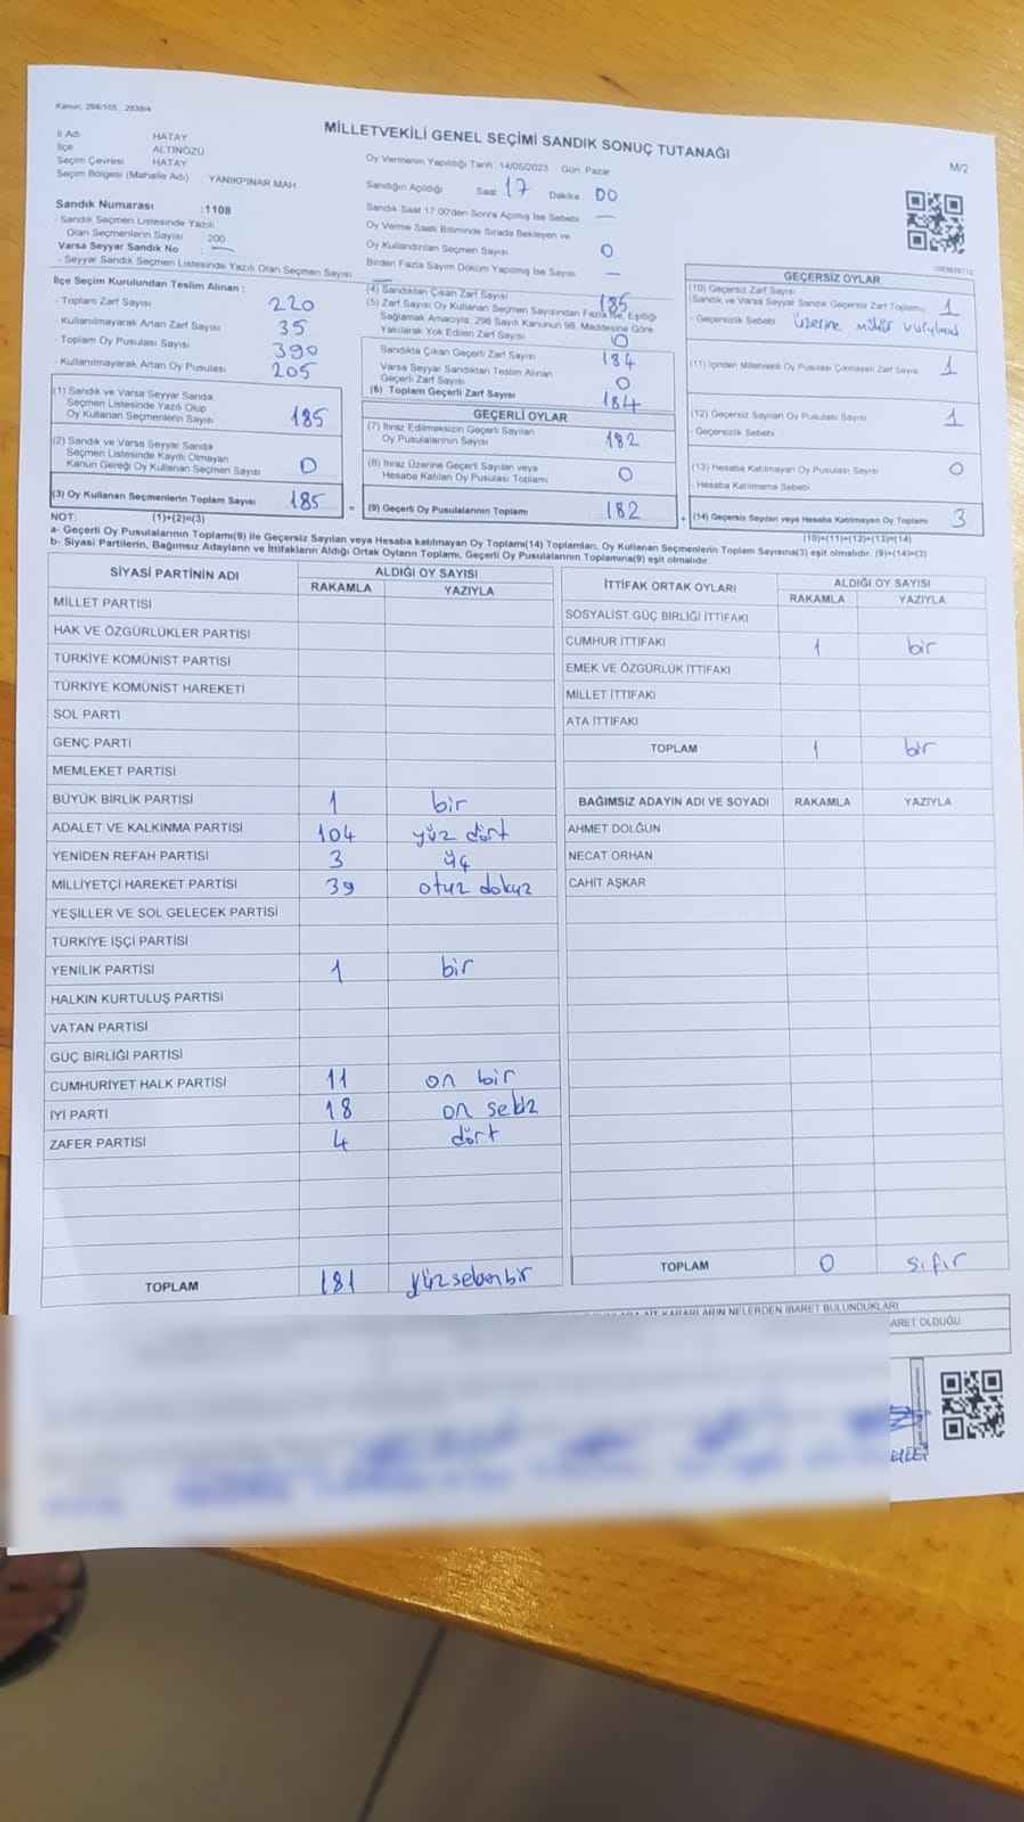 Kanun: 298/105, 2839/4
MİLLETVEKİLİ GENEL SEÇİMİ SANDIK SONUÇ TUTANAĞI
M/2
İl Adı HATAY
İlçe ALTINÖZÜ
Seçim Çevresi HATAY
Seçim Bölgesi (Mahalle Adı) : YANIKPINAR MAH.
Sandık Numarası :1108
- Sandık Seçmen Listesinde Yazılı
Olan Seçmenlerin Sayısı : 200
Varsa Seyyar Sandık No : —
- Seyyar Sandık Seçmen Listesinde Yazılı Olan Seçmen Sayısı
Oy Vermenin Yapıldığı Tarih : 14/05/2023 Gün: Pazar
Sandığın Açıldığı Saat 17 Dakika 00
Sandık Saat 17.00'den Sonra Açılmış İse Sebebi —
Oy Verme Saati Bitiminde Sırada Bekleyen ve
Oy Kullandırılan Seçmen Sayısı 0
Birden Fazla Sayım Döküm Yapılmış İse Sayısı —
İlçe Seçim Kurulundan Teslim Alınan :
- Toplam Zarf Sayısı 220
- Kullanılmayarak Artan Zarf Sayısı 35
- Toplam Oy Pusulası Sayısı 390
- Kullanılmayarak Artan Oy Pusulası 205
(1) Sandık ve Varsa Seyyar Sandık
Seçmen Listesinde Yazılı Olup
Oy Kullanan Seçmenlerin Sayısı 185
(2) Sandık ve Varsa Seyyar Sandık
Seçmen Listesinde Kayıtlı Olmayan
Kanun Gereği Oy Kullanan Seçmen Sayısı 0
(3) Oy Kullanan Seçmenlerin Toplam Sayısı 185
(4) Sandıktan Çıkan Zarf Sayısı 185
(5) Zarf Sayısı Oy Kullanan Seçmen Sayısından Fazla ise, Eşitliği
Sağlamak Amacıyla, 298 Sayılı Kanunun 98. Maddesine Göre
Yakılarak Yok Edilen Zarf Sayısı 0
Sandıkta Çıkan Geçerli Zarf Sayısı 184
Varsa Seyyar Sandıktan Teslim Alınan
Geçerli Zarf Sayısı 0
(6) Toplam Geçerli Zarf Sayısı 184
GEÇERLİ OYLAR
(7) İtiraz Edilmeksizin Geçerli Sayılan
Oy Pusulalarının Sayısı 182
(8) İtiraz Üzerine Geçerli Sayılan veya
Hesaba Katılan Oy Pusulası Toplamı 0
= (9) Geçerli Oy Pusulalarının Toplamı 182
GEÇERSİZ OYLAR
(10) Geçersiz Zarf Sayısı
(Sandık ve Varsa Seyyar Sandık Geçersiz Zarf Toplamı) 1
- Geçersizlik Sebebi Üzerine mühür vurulmuş
(11) İçinden Milletvekili Oy Pusulası Çıkmayan Zarf Sayısı 1
(12) Geçersiz Sayılan Oy Pusulası Sayısı 1
- Geçersizlik Sebebi
(13) Hesaba Katılmayan Oy Pusulası Sayısı 0
- Hesaba Katılmama Sebebi
+ (14) Geçersiz Sayılan veya Hesaba Katılmayan Oy Toplamı 3
NOT: (1)+(2)=(3)
(10)+(11)+(12)+(13)=(14)
a- Geçerli Oy Pusulalarının Toplamı(9) ile Geçersiz Sayılan veya Hesaba katılmayan Oy Toplamı(14) Toplamları, Oy Kullanan Seçmenlerin Toplam Sayısına(3) eşit olmalıdır. (9)+(14)=(3)
b- Siyasi Partilerin, Bağımsız Adayların ve İttifakların Aldığı Ortak Oyların Toplamı, Geçerli Oy Pusulalarının Toplamına(9) eşit olmalıdır.
SİYASİ PARTİNİN ADI ALDIĞI OY SAYISI
RAKAMLA YAZIYLA
MİLLET PARTİSİ
HAK VE ÖZGÜRLÜKLER PARTİSİ
TÜRKİYE KOMÜNİST PARTİSİ
TÜRKİYE KOMÜNİST HAREKETİ
SOL PARTİ
GENÇ PARTİ
MEMLEKET PARTİSİ
BÜYÜK BİRLİK PARTİSİ 1 bir
ADALET VE KALKINMA PARTİSİ 104 yüz dört
YENİDEN REFAH PARTİSİ 3 üç
MİLLİYETÇİ HAREKET PARTİSİ 39 otuz dokuz
YEŞİLLER VE SOL GELECEK PARTİSİ
TÜRKİYE İŞÇİ PARTİSİ
YENİLİK PARTİSİ 1 bir
HALKIN KURTULUŞ PARTİSİ
VATAN PARTİSİ
GÜÇ BİRLİĞİ PARTİSİ
CUMHURİYET HALK PARTİSİ 11 on bir
İYİ PARTİ 18 on sekiz
ZAFER PARTİSİ 4 dört
TOPLAM 181 yüzseksenbir
İTTİFAK ORTAK OYLARI ALDIĞI OY SAYISI
RAKAMLA YAZIYLA
SOSYALİST GÜÇ BİRLİĞİ İTTİFAKI
CUMHUR İTTİFAKI 1 bir
EMEK VE ÖZGÜRLÜK İTTİFAKI
MİLLET İTTİFAKI
ATA İTTİFAKI
TOPLAM 1 bir
BAĞIMSIZ ADAYIN ADI VE SOYADI RAKAMLA YAZIYLA
AHMET DOLĞUN
NECAT ORHAN
CAHİT AŞKAR
TOPLAM 0 sıfır
KARARLARIN NELERDEN İBARET BULUNDUKLARI
ARET OLDUĞU